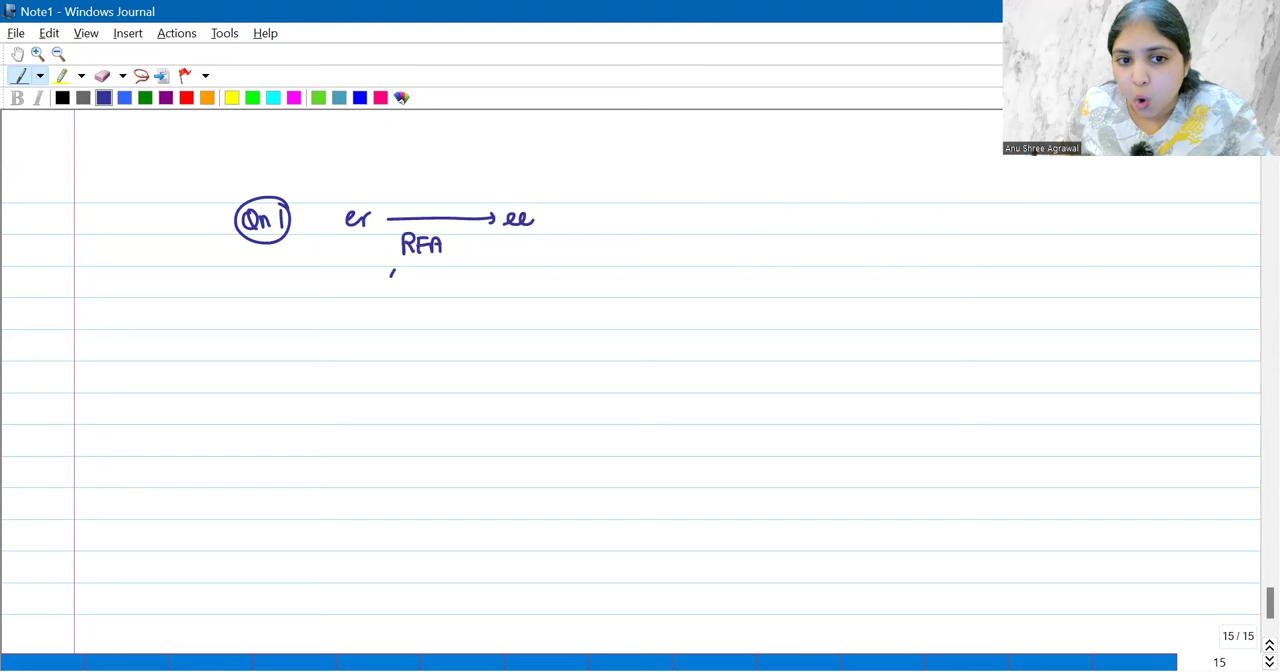 Note1 - Windows Journal
File Edit View Insert Actions Tools Help
B I
Anu Shree Agrawal
Qn 1 er → ee
RFA
15 / 15
15